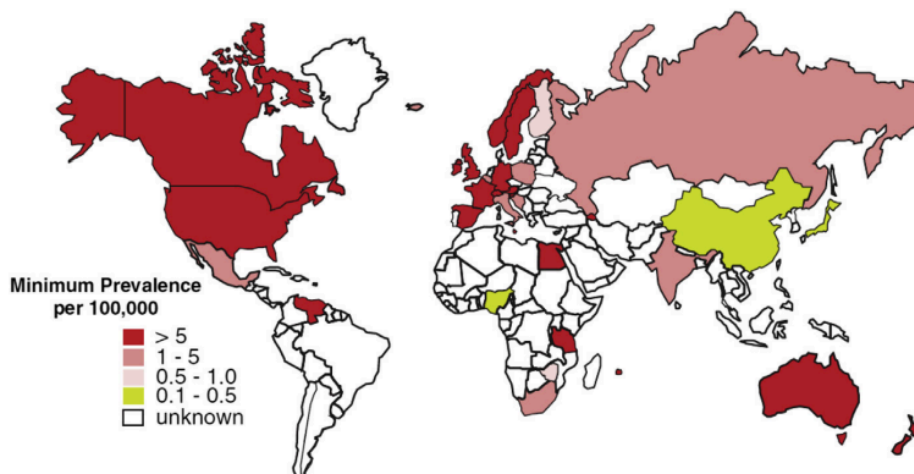 Minimum Prevalence
per 100,000
> 5
1 - 5
0.5 - 1.0
0.1 - 0.5
unknown